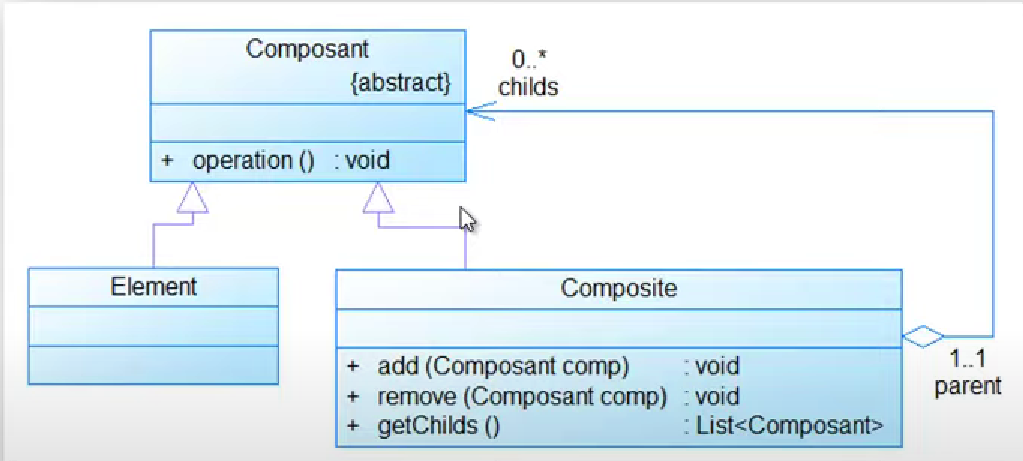 Composant
{abstract}
+ operation () : void
0..*
childs
Element
Composite
+ add (Composant comp) : void
+ remove (Composant comp) : void
+ getChilds () : List<Composant>
1..1
parent